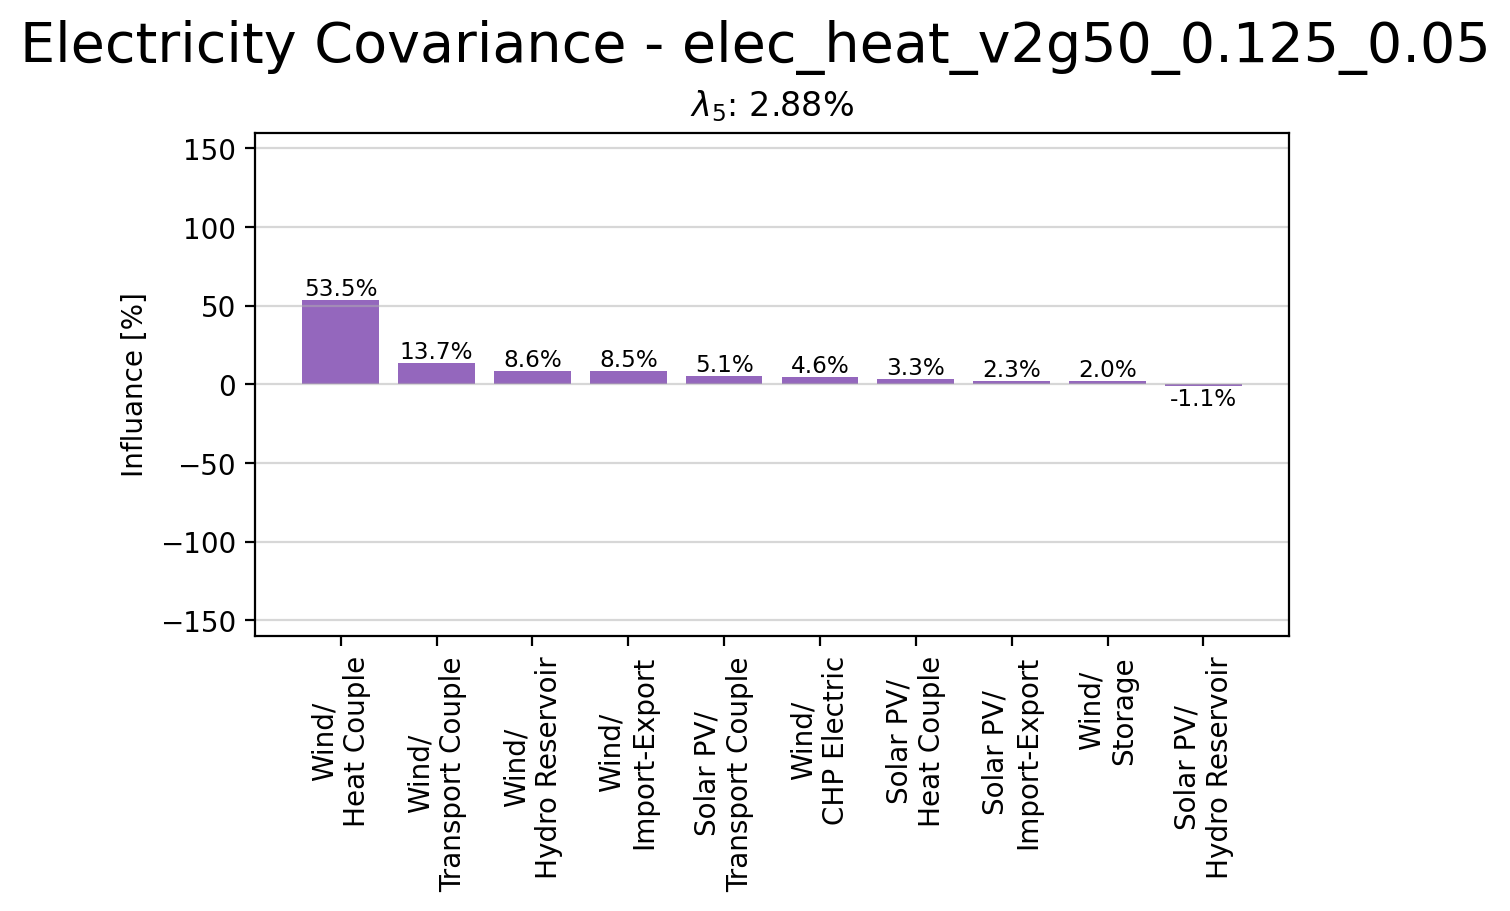 Electricity Covariance - elec_heat_v2g50_0.125_0.05
λ5: 2.88%
Influance [%]
150
100
50
0
−50
−100
−150
53.5%
13.7%
8.6%
8.5%
5.1%
4.6%
3.3%
2.3%
2.0%
-1.1%
Wind/
Heat Couple
Wind/
Transport Couple
Wind/
Hydro Reservoir
Wind/
Import-Export
Solar PV/
Transport Couple
Wind/
CHP Electric
Solar PV/
Heat Couple
Solar PV/
Import-Export
Wind/
Storage
Solar PV/
Hydro Reservoir